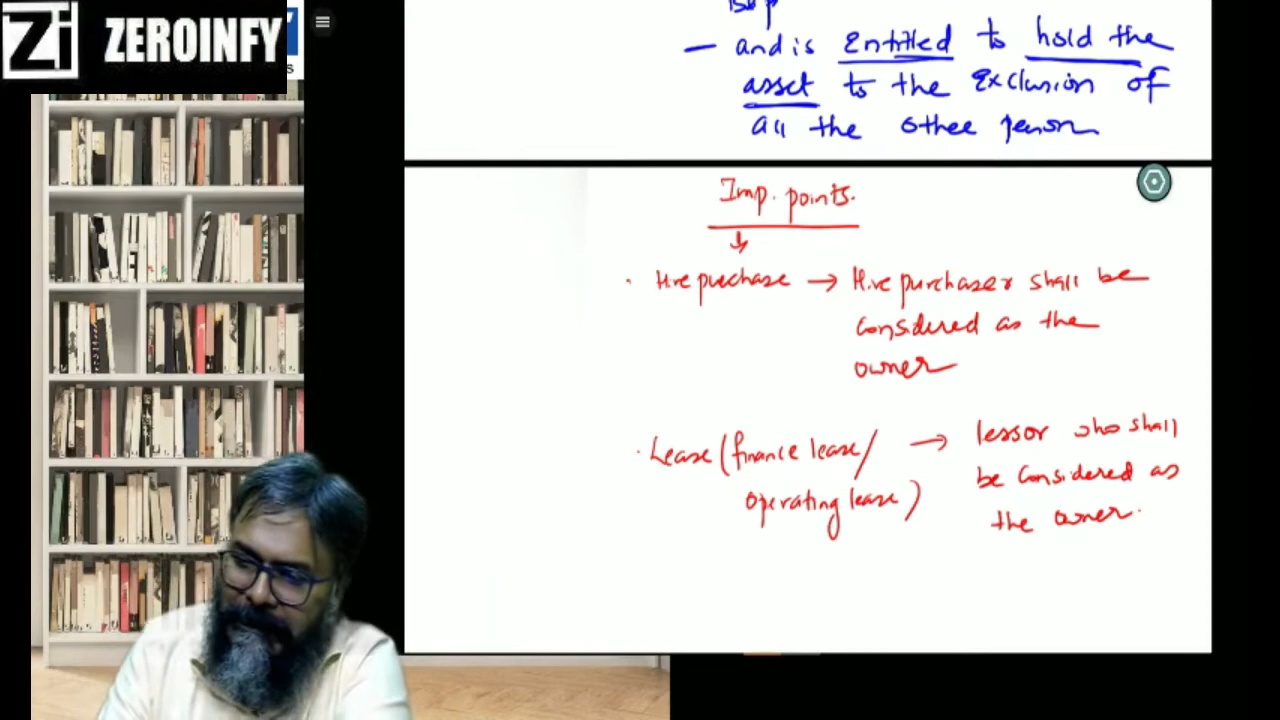 Zi ZEROINFY
— and is Entitled to hold the
asset to the Exclusion of
all the other person
Imp. points.
. Hire puchase → Hire purchaser shall be
considered as the
owner
. Lease (finance lease/ → lessor who shall
operating lease) be considered as
the owner.